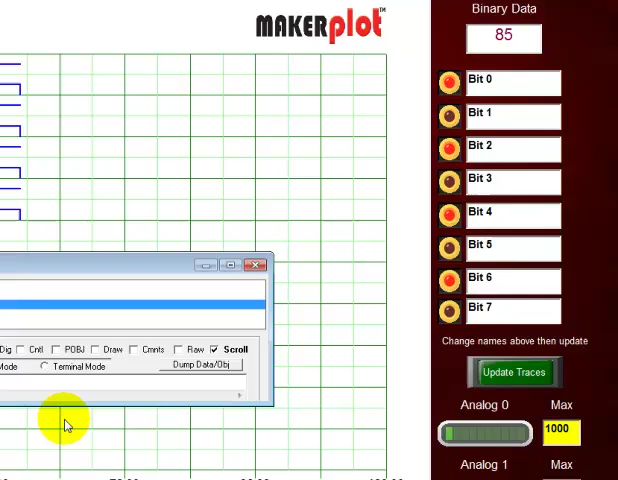 MAKERplot™
Binary Data
85
Bit 0
Bit 1
Bit 2
Bit 3
Bit 4
Bit 5
Bit 6
Bit 7
Change names above then update
Update Traces
Analog 0 Max
1000
Analog 1 Max
Dig Cntl POBJ Draw Cmnts Raw Scroll
Mode Terminal Mode Dump Data/Obj